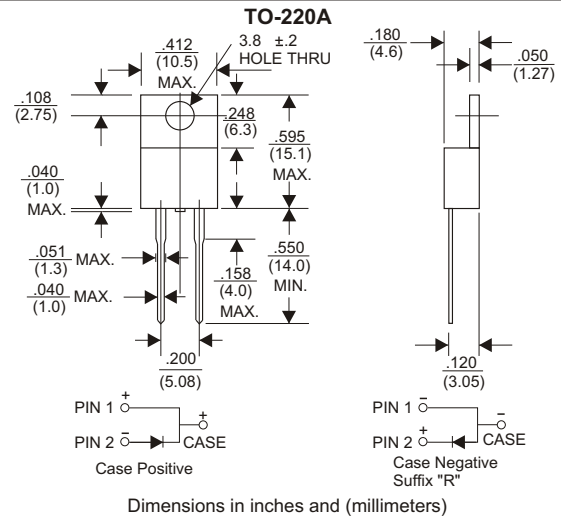 TO-220A
.412
(10.5)
MAX.
3.8 ±.2
HOLE THRU
.180
(4.6)
.050
(1.27)
.108
(2.75)
.248
(6.3)
.595
(15.1)
MAX.
.040
(1.0)
MAX.
.051
(1.3)
MAX.
.040
(1.0)
MAX.
.158
(4.0)
MAX.
.550
(14.0)
MIN.
.200
(5.08)
.120
(3.05)
PIN 1 +
PIN 2 -
+
CASE
Case Positive
PIN 1 -
PIN 2 +
-
CASE
Case Negative
Suffix "R"
Dimensions in inches and (millimeters)